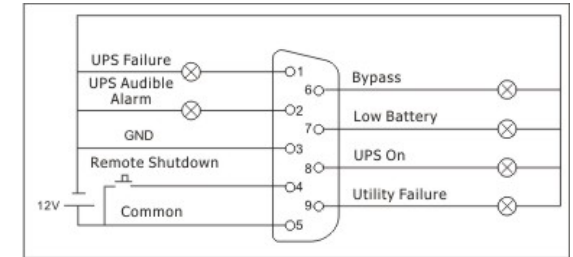 UPS Failure
1
6
Bypass
UPS Audible
Alarm
2
7
Low Battery
GND
3
8
UPS On
Remote Shutdown
4
9
Utility Failure
12V
Common
5